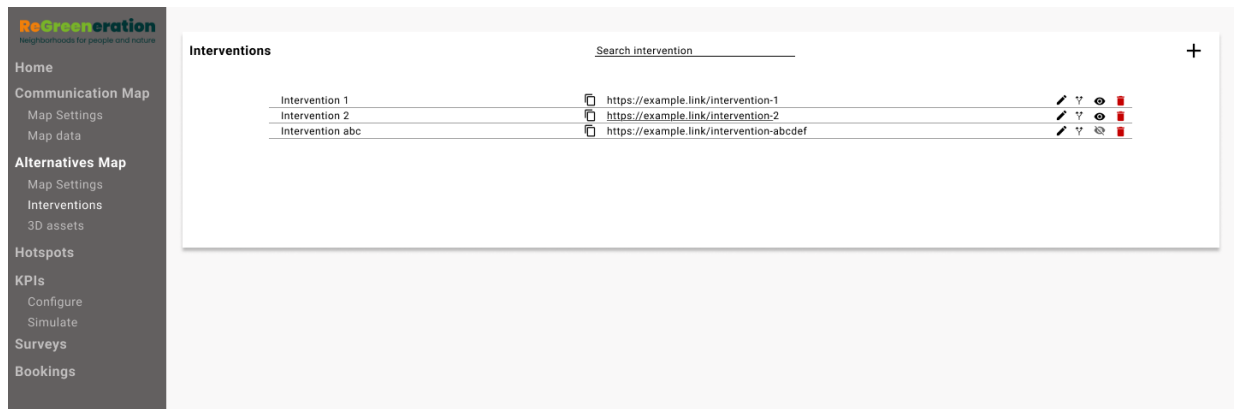 ReGreeneration
Neighborhoods for people and nature
Home
Communication Map
Map Settings
Map data
Alternatives Map
Map Settings
Interventions
3D assets
Hotspots
KPIs
Configure
Simulate
Surveys
Bookings
Interventions
Search intervention
Intervention 1 https://example.link/intervention-1
Intervention 2 https://example.link/intervention-2
Intervention abc https://example.link/intervention-abcdef